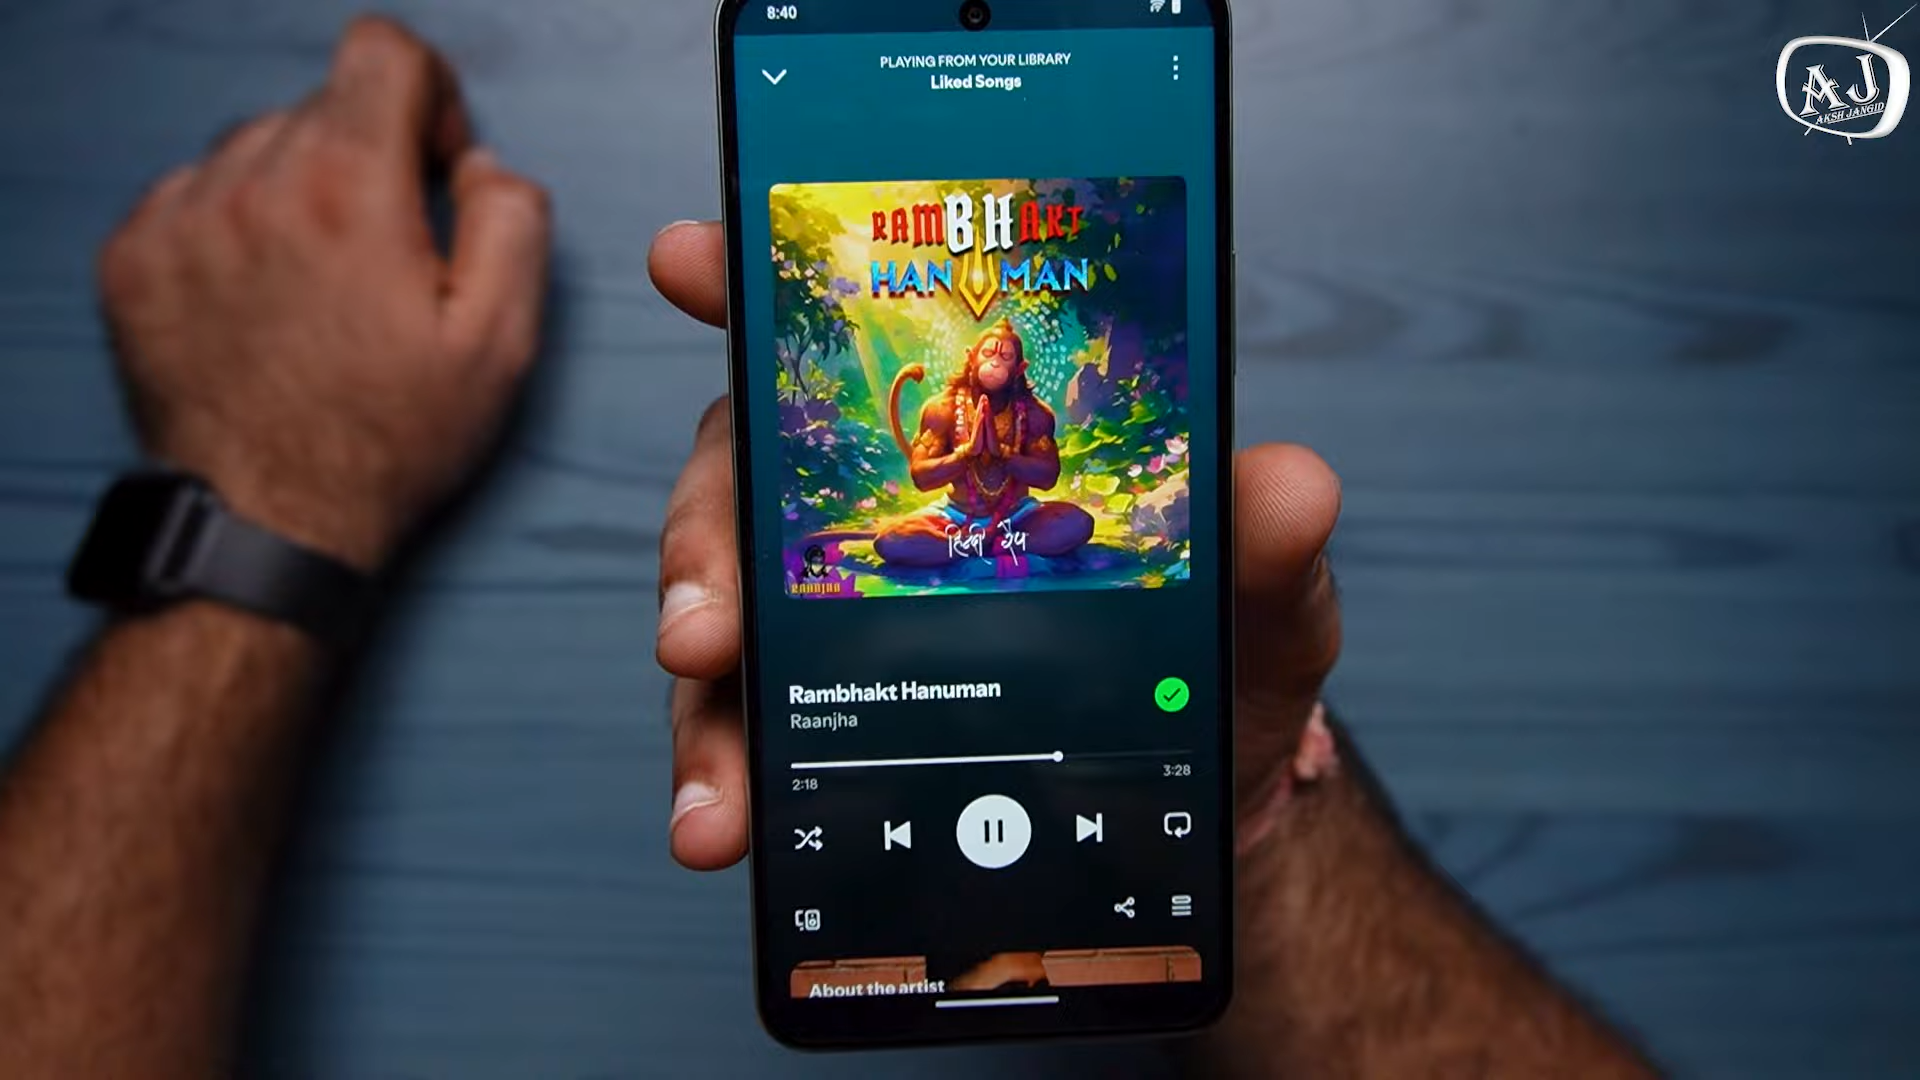 8:40
PLAYING FROM YOUR LIBRARY
Liked Songs
AJ
AKSH JANGID
RAMBHAKT
HANUMAN
हिन्दी रैप
RAANJHA
Rambhakt Hanuman
Raanjha
2:18
3:28
About the artist